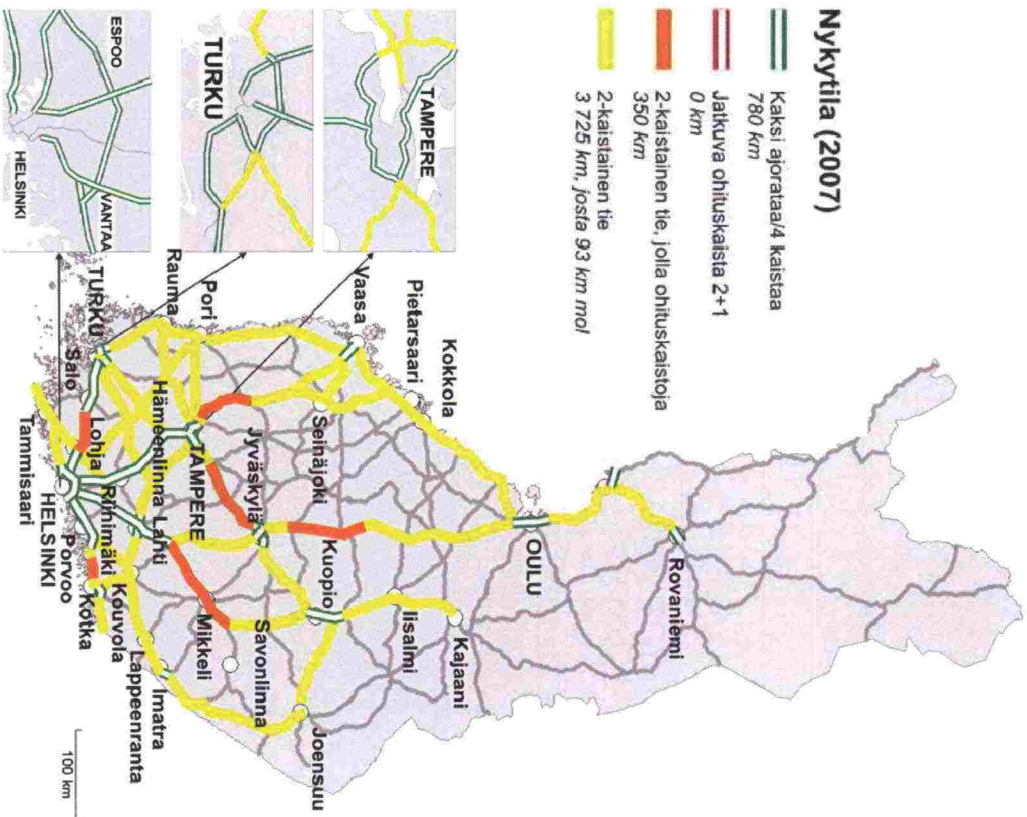 Nykytila (2007)
Kaksi ajorataa/4 kaistaa
780 km
Jatkuva ohituskaista 2+1
0 km
2-kaistainen tie, jolla ohituskaistoja
350 km
2-kaistainen tie
3 725 km, josta 93 km mol
TAMPERE
TURKU
ESPOO
VANTAA
HELSINKI
Rovaniemi
OULU
Kokkola
Pietarsaari
Vaasa
Kajaani
Iisalmi
Seinäjoki
Kuopio
Joensuu
Jyväskylä
Savonlinna
Pori
Rauma
TAMPERE
Mikkeli
Imatra
Hämeenlinna
Lahti
Lappeenranta
TURKU
Salo
Lohja
Riihimäki
Kouvola
Kotka
Porvoo
HELSINKI
Tammisaari
100 km